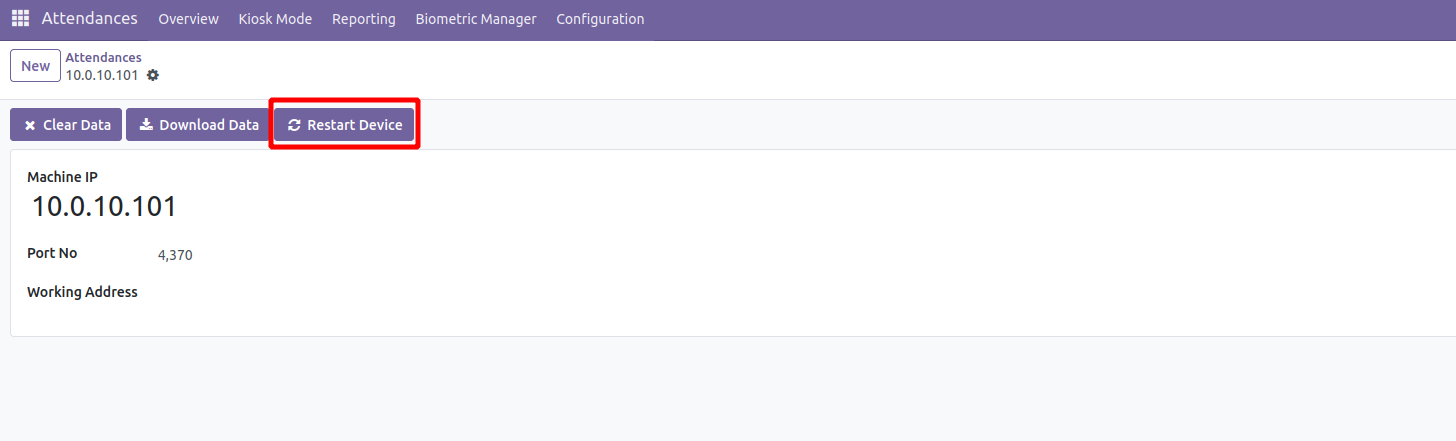 Attendances Overview Kiosk Mode Reporting Biometric Manager Configuration
New
Attendances
10.0.10.101
Clear Data Download Data Restart Device
Machine IP
10.0.10.101
Port No 4,370
Working Address